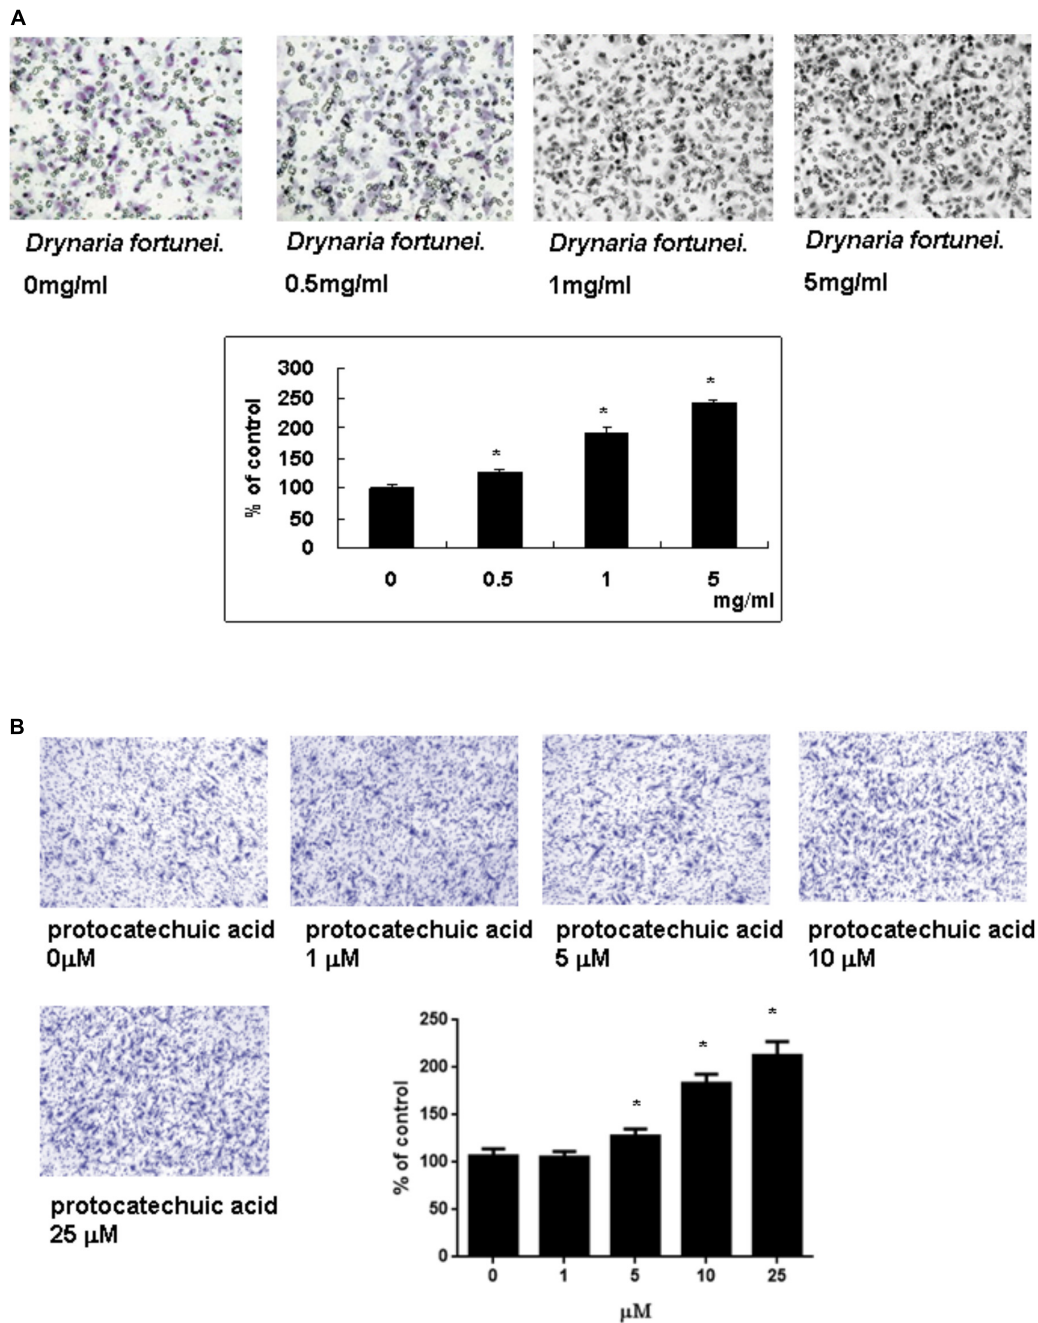 A
Drynaria fortunei.
0mg/ml
Drynaria fortunei.
0.5mg/ml
Drynaria fortunei.
1mg/ml
Drynaria fortunei.
5mg/ml
% of control
300
250
200
150
100
50
0
*
*
*
0 0.5 1 5
mg/ml
B
protocatechuic acid
0μM
protocatechuic acid
1 μM
protocatechuic acid
5 μM
protocatechuic acid
10 μM
protocatechuic acid
25 μM
% of control
250
200
150
100
50
0
*
*
*
0 1 5 10 25
μM